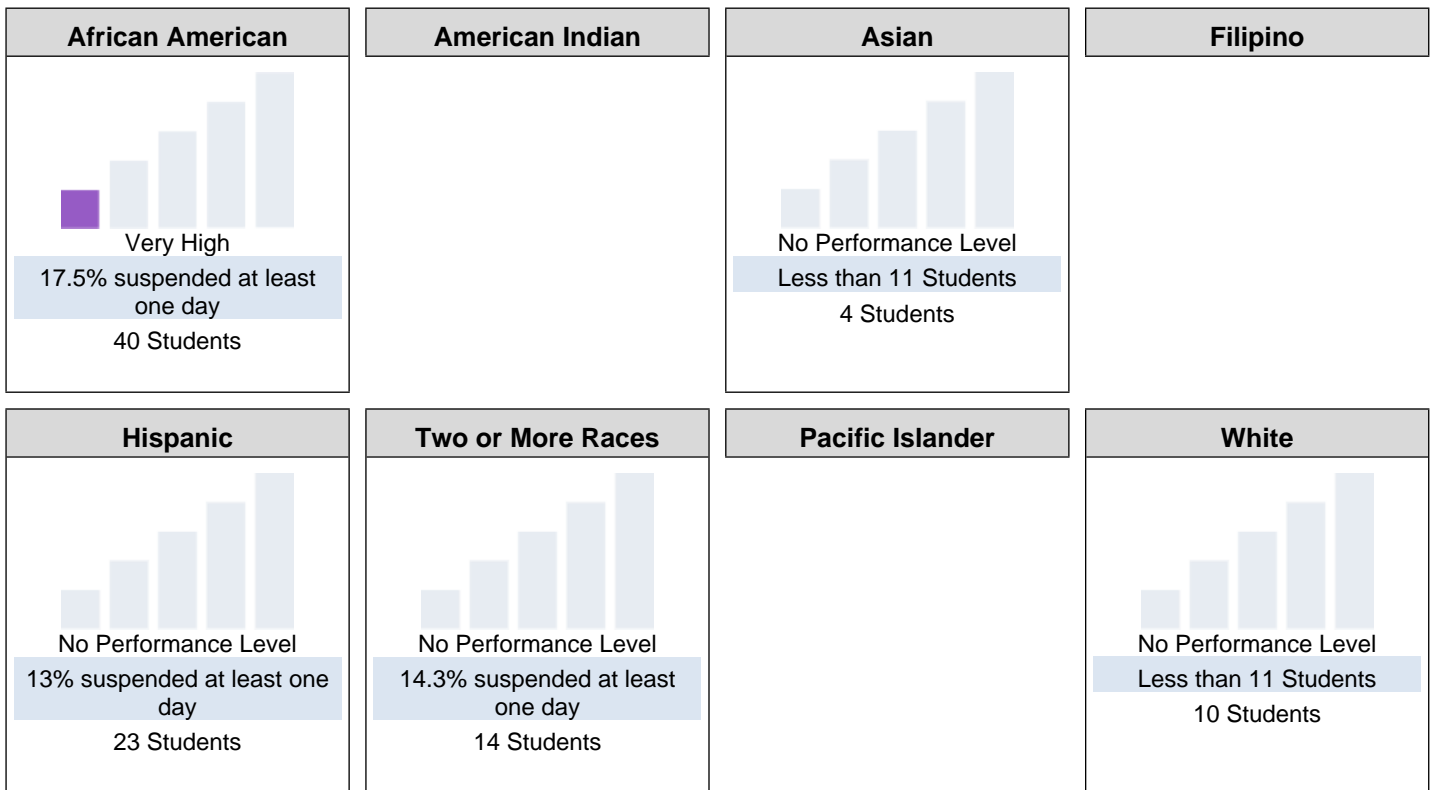 African American
American Indian
Asian
Filipino
Very High
17.5% suspended at least
one day
40 Students
No Performance Level
Less than 11 Students
4 Students
Hispanic
Two or More Races
Pacific Islander
White
No Performance Level
13% suspended at least one
day
23 Students
No Performance Level
14.3% suspended at least
one day
14 Students
No Performance Level
Less than 11 Students
10 Students